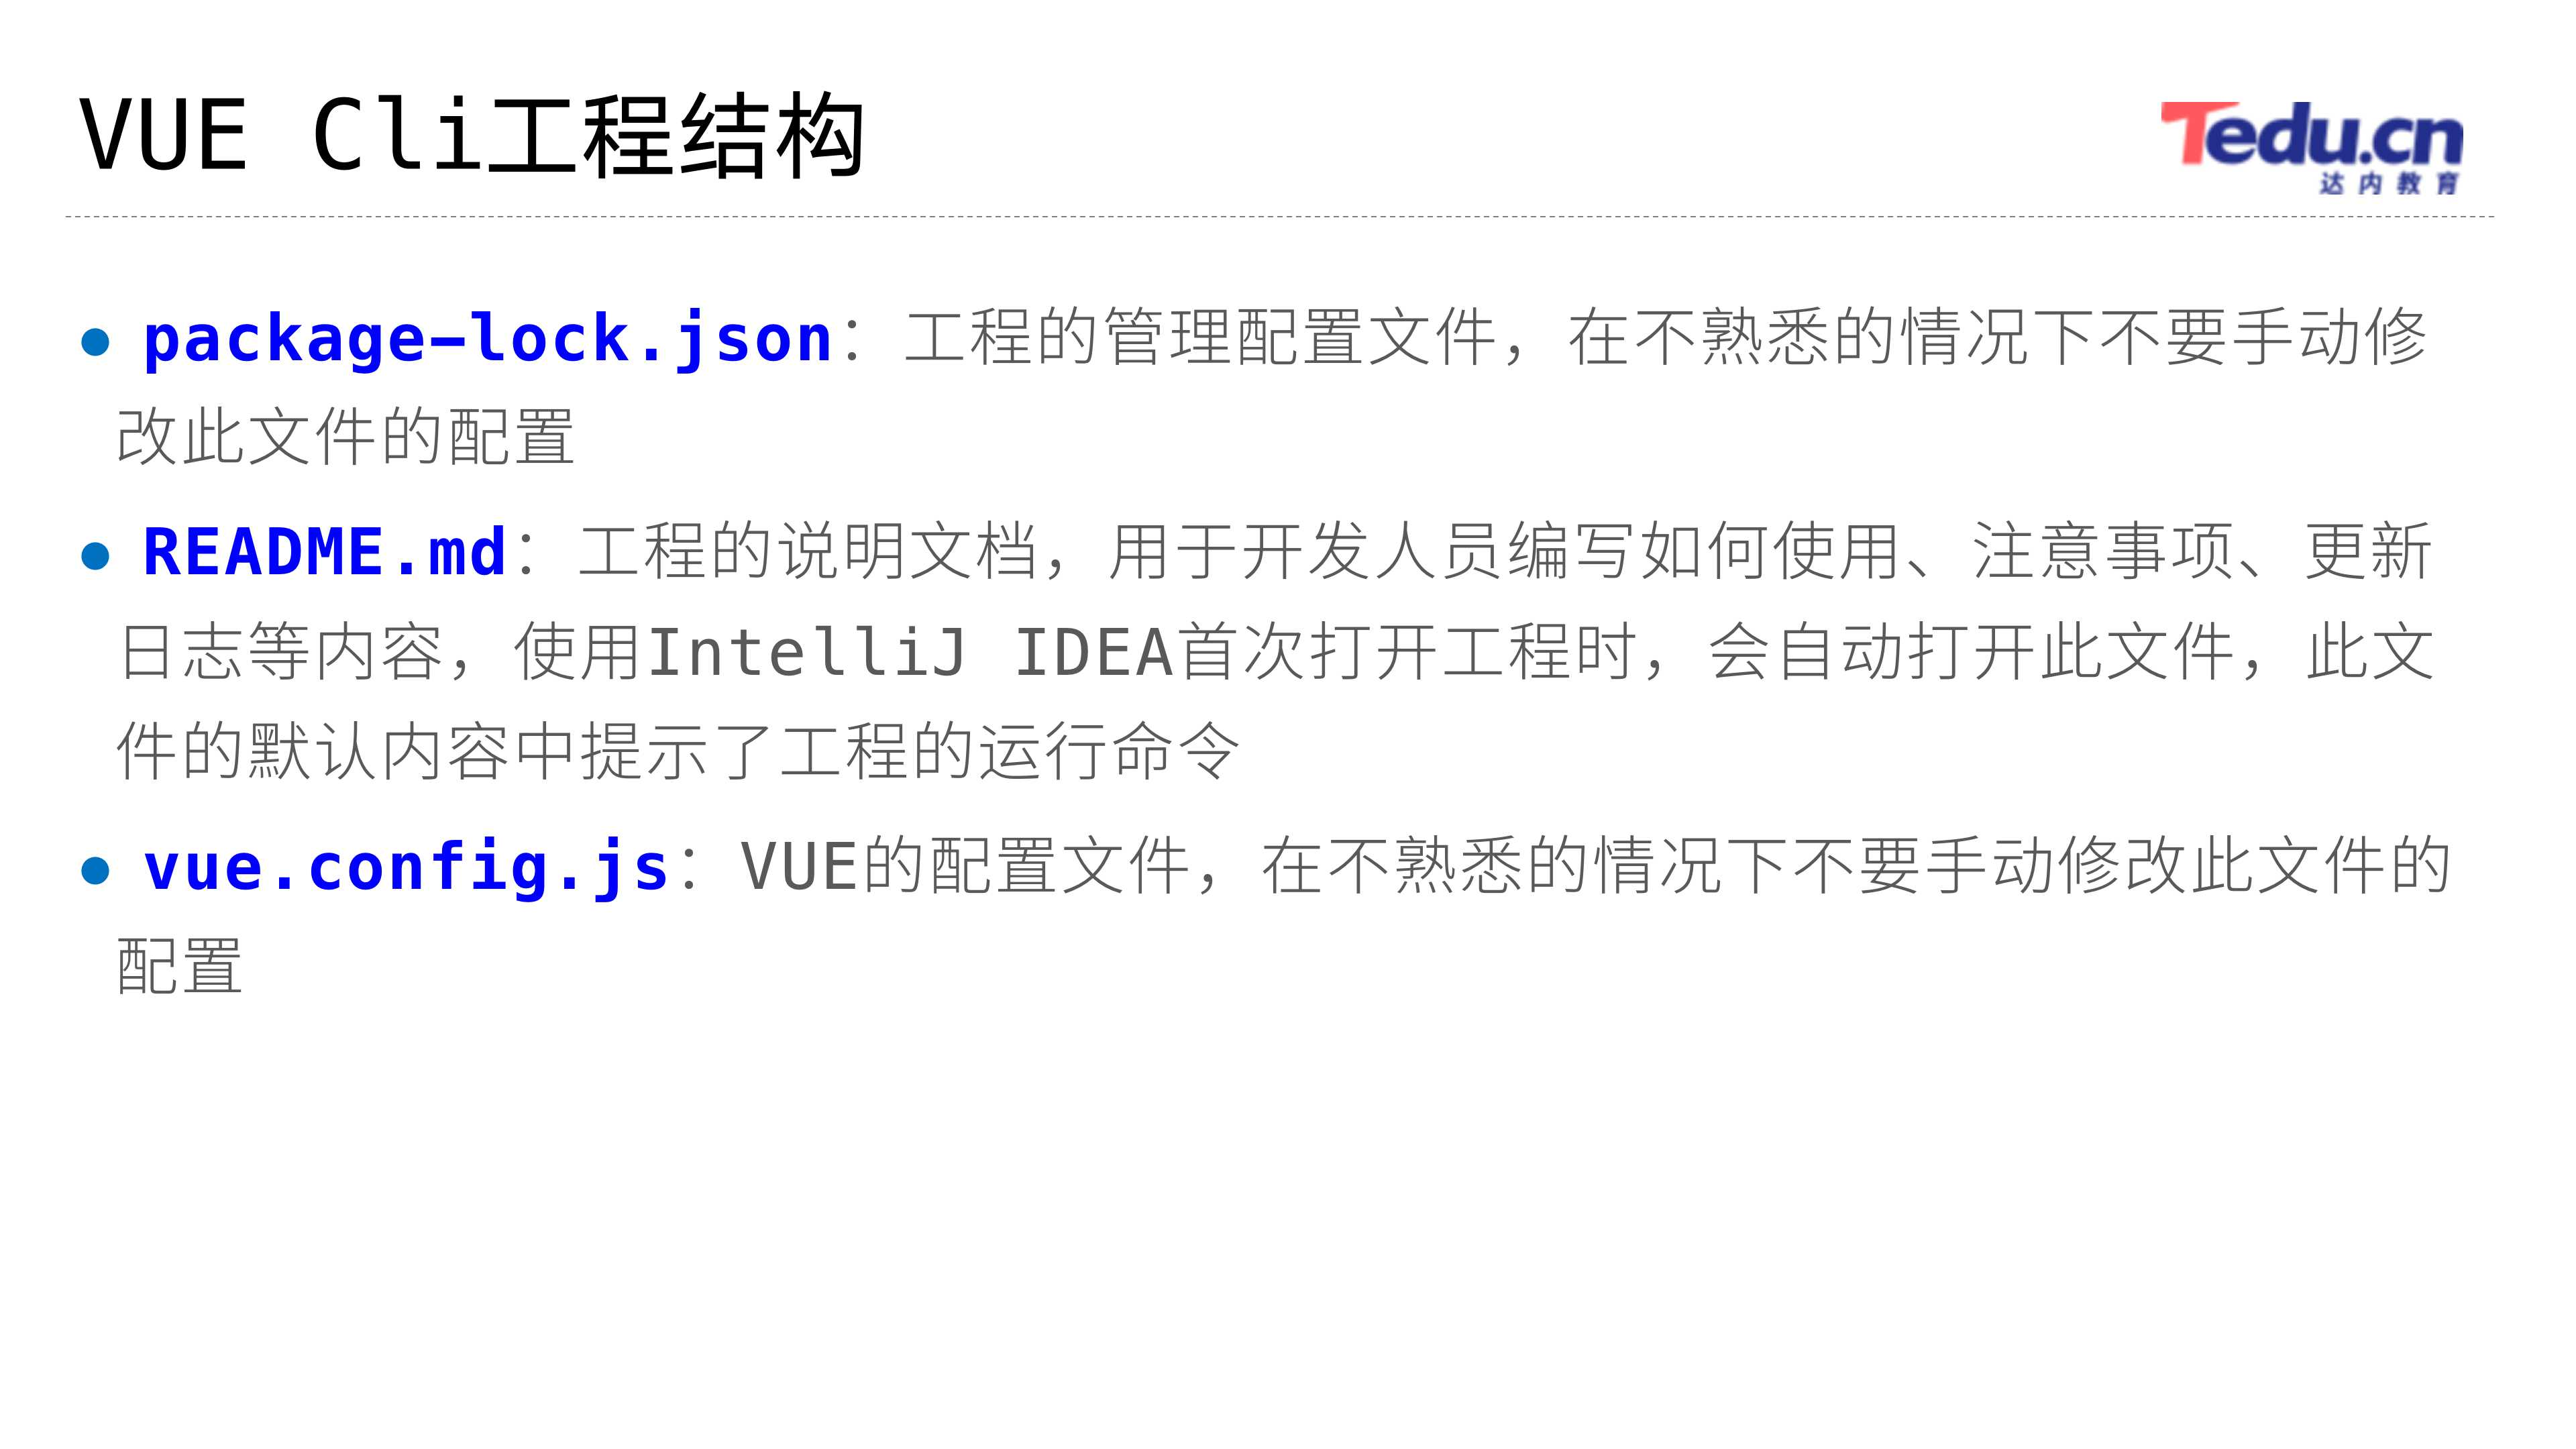 VUE Cli工程结构
Tedu.cn
达内教育
package-lock.json：工程的管理配置文件，在不熟悉的情况下不要手动修
改此文件的配置
README.md：工程的说明文档，用于开发人员编写如何使用、注意事项、更新
日志等内容，使用IntelliJ IDEA首次打开工程时，会自动打开此文件，此文
件的默认内容中提示了工程的运行命令
vue.config.js：VUE的配置文件，在不熟悉的情况下不要手动修改此文件的
配置